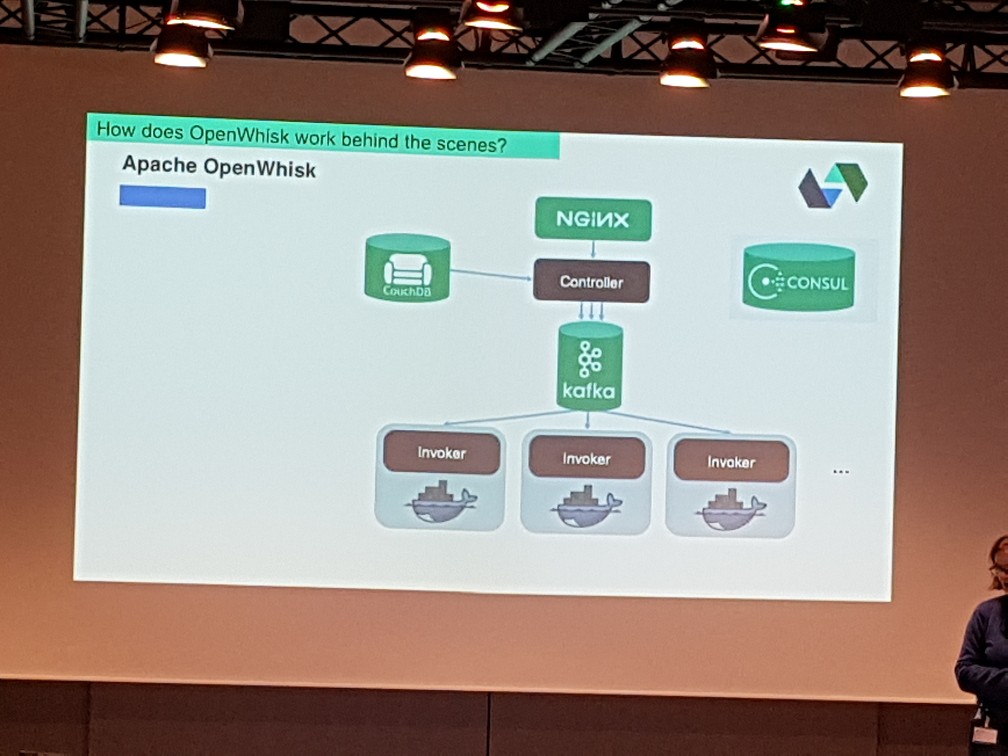 How does OpenWhisk work behind the scenes?
Apache OpenWhisk
NGINX
CouchDB
Controller
CONSUL
kafka
Invoker
Invoker
Invoker
...